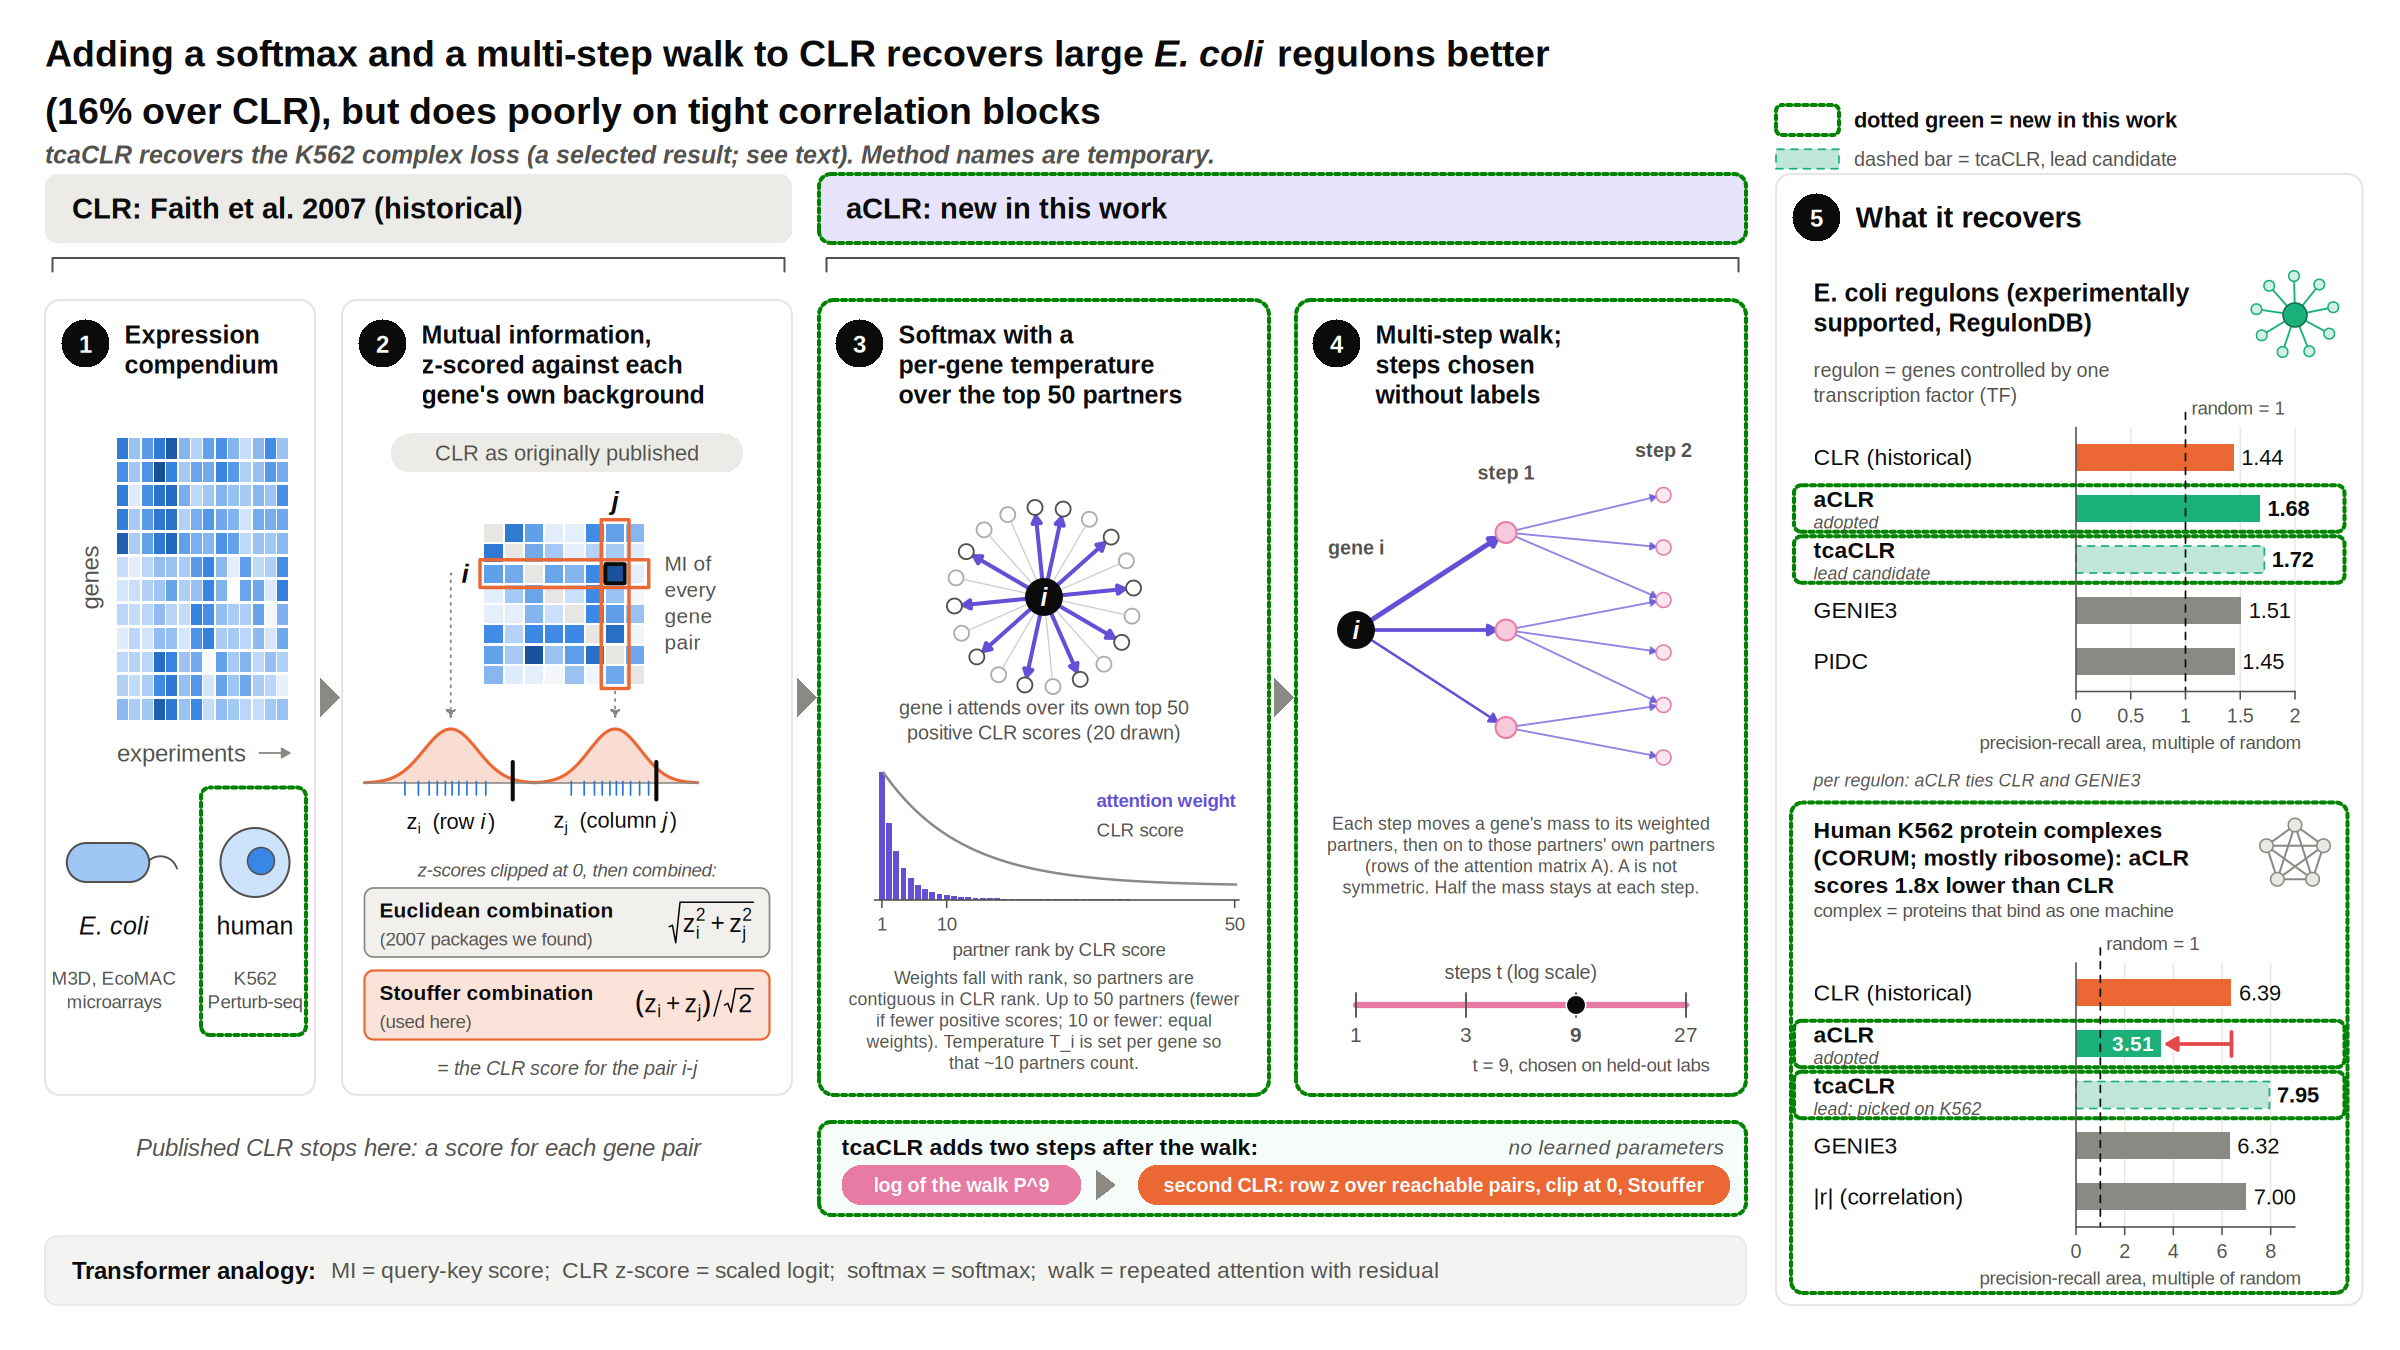 Adding a softmax and a multi-step walk to CLR recovers large E. coli regulons better
(16% over CLR), but does poorly on tight correlation blocks
tcaCLR recovers the K562 complex loss (a selected result; see text). Method names are temporary.
dotted green = new in this work
dashed bar = tcaCLR, lead candidate
CLR: Faith et al. 2007 (historical)
aCLR: new in this work
1
Expression
compendium
genes
experiments
E. coli
human
M3D, EcoMAC
microarrays
K562
Perturb-seq
2
Mutual information,
z-scored against each
gene's own background
CLR as originally published
j
i
MI of
every
gene
pair
zi (row i)
zj (column j)
z-scores clipped at 0, then combined:
Euclidean combination
(2007 packages we found)
√zi² + zj²
Stouffer combination
(used here)
(zi + zj)/√2
= the CLR score for the pair i-j
Published CLR stops here: a score for each gene pair
3
Softmax with a
per-gene temperature
over the top 50 partners
i
gene i attends over its own top 50
positive CLR scores (20 drawn)
attention weight
CLR score
1 10 50
partner rank by CLR score
Weights fall with rank, so partners are
contiguous in CLR rank. Up to 50 partners (fewer
if fewer positive scores; 10 or fewer: equal
weights). Temperature T_i is set per gene so
that ~10 partners count.
4
Multi-step walk;
steps chosen
without labels
step 2
step 1
gene i
i
Each step moves a gene's mass to its weighted
partners, then on to those partners' own partners
(rows of the attention matrix A). A is not
symmetric. Half the mass stays at each step.
steps t (log scale)
1 3 9 27
t = 9, chosen on held-out labs
tcaCLR adds two steps after the walk:
no learned parameters
log of the walk P^9
second CLR: row z over reachable pairs, clip at 0, Stouffer
Transformer analogy: MI = query-key score; CLR z-score = scaled logit; softmax = softmax; walk = repeated attention with residual
5
What it recovers
E. coli regulons (experimentally
supported, RegulonDB)
regulon = genes controlled by one
transcription factor (TF)
random = 1
CLR (historical) 1.44
aCLR 1.68
adopted
tcaCLR 1.72
lead candidate
GENIE3 1.51
PIDC 1.45
0 0.5 1 1.5 2
precision-recall area, multiple of random
per regulon: aCLR ties CLR and GENIE3
Human K562 protein complexes
(CORUM; mostly ribosome): aCLR
scores 1.8x lower than CLR
complex = proteins that bind as one machine
random = 1
CLR (historical) 6.39
aCLR 3.51
adopted
tcaCLR 7.95
lead; picked on K562
GENIE3 6.32
|r| (correlation) 7.00
0 2 4 6 8
precision-recall area, multiple of random